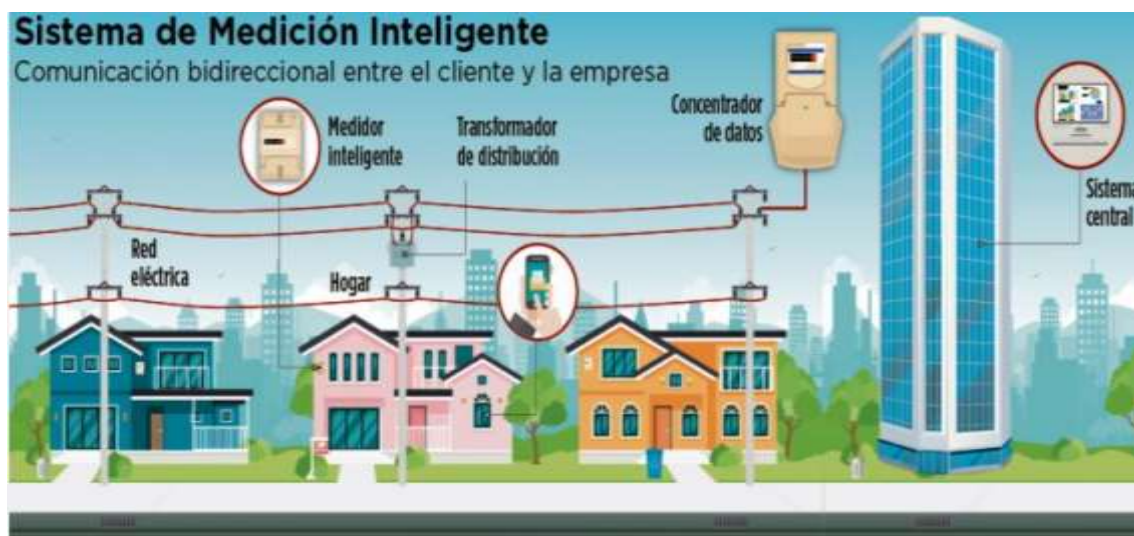 Sistema de Medición Inteligente
Comunicación bidireccional entre el cliente y la empresa
Medidor
inteligente
Transformador
de distribución
Concentrador
de datos
Sistema
central
Red
eléctrica
Hogar